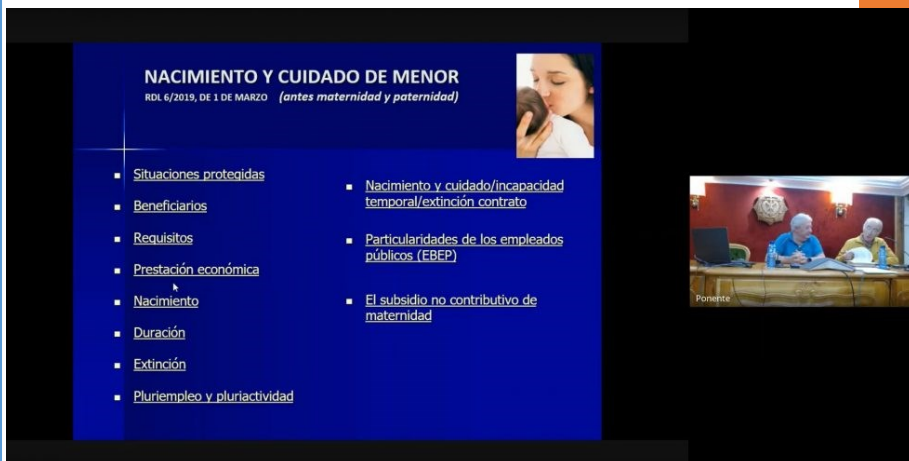 NACIMIENTO Y CUIDADO DE MENOR
RDL 6/2019, DE 1 DE MARZO (antes maternidad y paternidad)
Situaciones protegidas
Beneficiarios
Requisitos
Prestación económica
Nacimiento
Duración
Extinción
Pluriempleo y pluriactividad
Nacimiento y cuidado/incapacidad
temporal/extinción contrato
Particularidades de los empleados
públicos (EBEP)
El subsidio no contributivo de
maternidad
Ponente